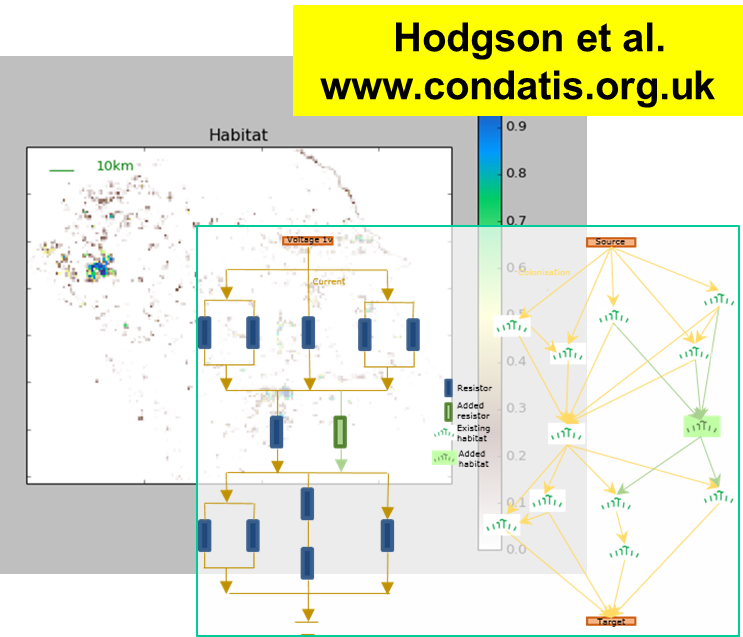 Hodgson et al.
www.condatis.org.uk
Habitat
10km
0.9
0.8
0.7
0.6
0.5
0.4
0.3
0.2
0.1
0.0
Voltage 1v
Current
Resistor
Added
resistor
Existing
habitat
Added
habitat
Source
Colonisation
Target